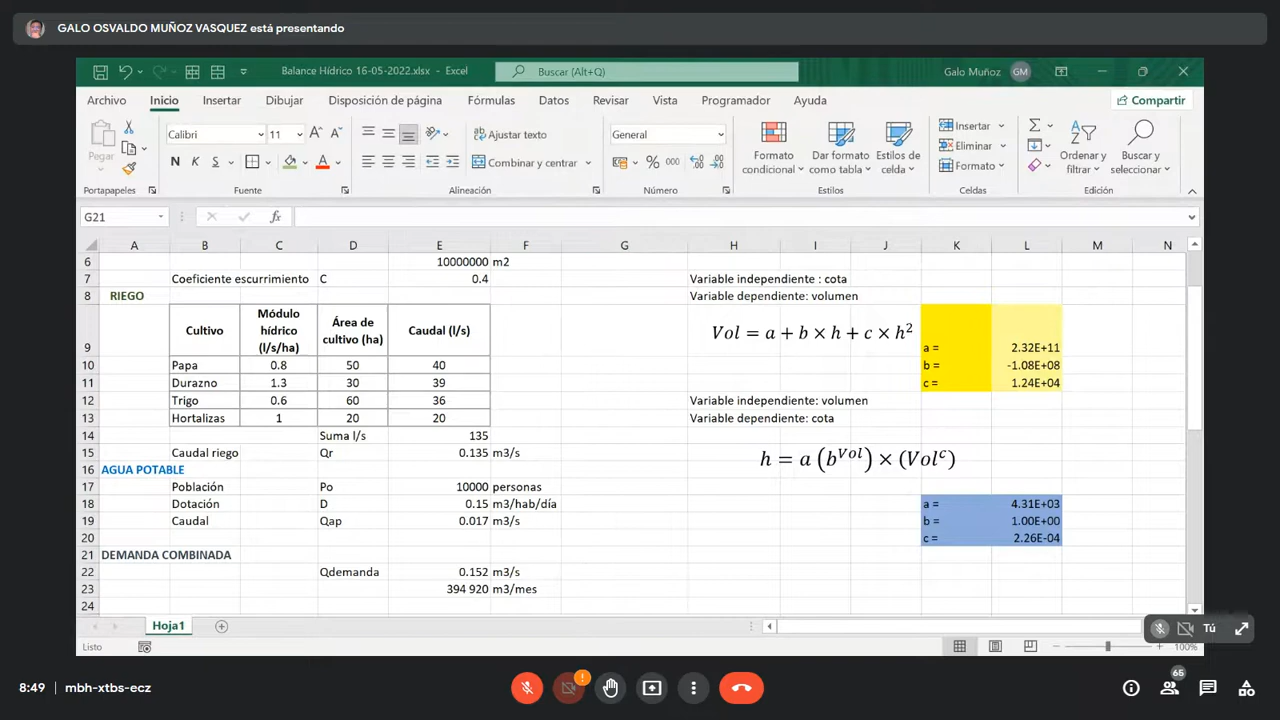 GALO OSVALDO MUÑOZ VASQUEZ está presentando
Balance Hídrico 16-05-2022.xlsx - Excel
Buscar (Alt+Q)
Galo Muñoz GM
Archivo Inicio Insertar Dibujar Disposición de página Fórmulas Datos Revisar Vista Programador Ayuda Compartir
Pegar
Calibri 11
N K S
Ajustar texto
Combinar y centrar
General
% 000
Formato condicional
Dar formato como tabla
Estilos de celda
Insertar
Eliminar
Formato
Ordenar y filtrar
Buscar y seleccionar
Portapapeles Fuente Alineación Número Estilos Celdas Edición
G21 fx
A B C D E F G H I J K L M N
6 10000000 m2
7 Coeficiente escurrimiento C 0.4 Variable independiente : cota
8 RIEGO Variable dependiente: volumen
9 Cultivo Módulo hídrico (l/s/ha) Área de cultivo (ha) Caudal (l/s) Vol = a + b × h + c × h² a = 2.32E+11
10 Papa 0.8 50 40 b = -1.08E+08
11 Durazno 1.3 30 39 c = 1.24E+04
12 Trigo 0.6 60 36 Variable independiente: volumen
13 Hortalizas 1 20 20 Variable dependiente: cota
14 Suma l/s 135
15 Caudal riego Qr 0.135 m3/s h = a (b^Vol) × (Vol^c)
16 AGUA POTABLE
17 Población Po 10000 personas
18 Dotación D 0.15 m3/hab/día a = 4.31E+03
19 Caudal Qap 0.017 m3/s b = 1.00E+00
20 c = 2.26E-04
21 DEMANDA COMBINADA
22 Qdemanda 0.152 m3/s
23 394 920 m3/mes
24
Hoja1
Tú
Listo 100%
8:49 mbh-xtbs-ecz
65